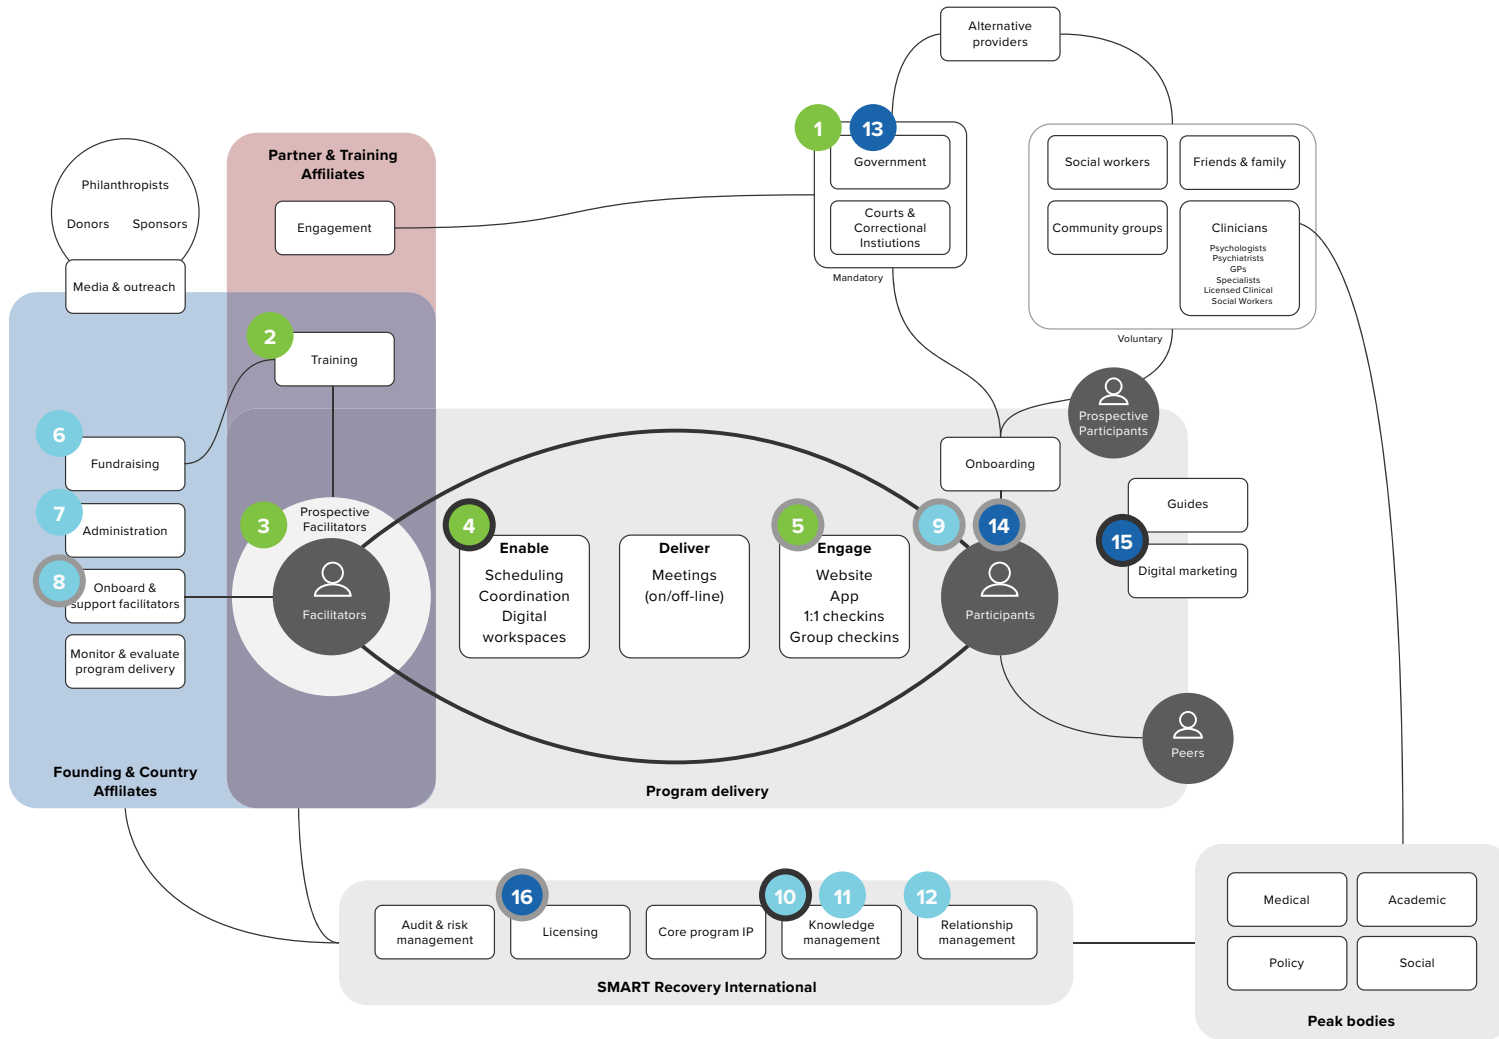 Alternative
providers
1
13
Government
Courts &
Correctional
Instiutions
Mandatory
Social workers
Friends & family
Community groups
Clinicians
Psychologists
Psychiatrists
GPs
Specialists
Licensed Clinical
Social Workers
Voluntary
Partner & Training
Affiliates
Engagement
Philanthropists
Donors
Sponsors
Media & outreach
2
Training
6
Fundraising
7
Administration
8
Onboard &
support facilitators
Monitor & evaluate
program delivery
Founding & Country
Afflilates
3
Prospective
Facilitators
Facilitators
4
Enable
Scheduling
Coordination
Digital
workspaces
Deliver
Meetings
(on/off-line)
5
Engage
Website
App
1:1 checkins
Group checkins
9
14
Onboarding
Prospective
Participants
Participants
15
Guides
Digital marketing
Peers
Program delivery
Audit & risk
management
16
Licensing
Core program IP
10
11
Knowledge
management
12
Relationship
management
SMART Recovery International
Medical
Academic
Policy
Social
Peak bodies